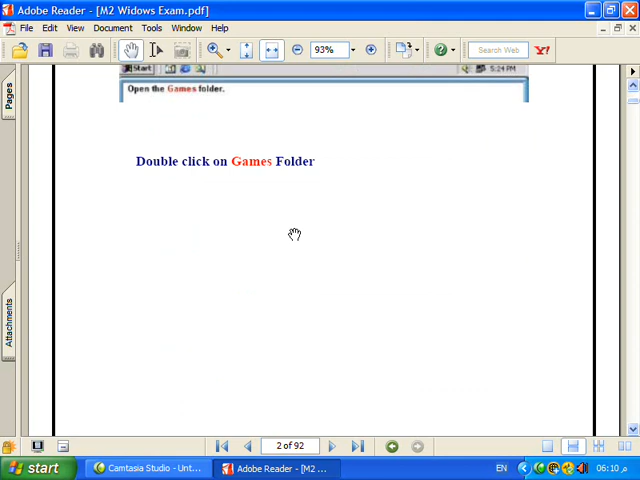 Adobe Reader - [M2 Widows Exam.pdf]
File Edit View Document Tools Window Help
93%
Search Web
Y!
Pages
Start
5:24 PM
Open the Games folder.
Double click on Games Folder
Attachments
2 of 92
start
Camtasia Studio - Unt...
Adobe Reader - [M2 ...
EN
06:10 م